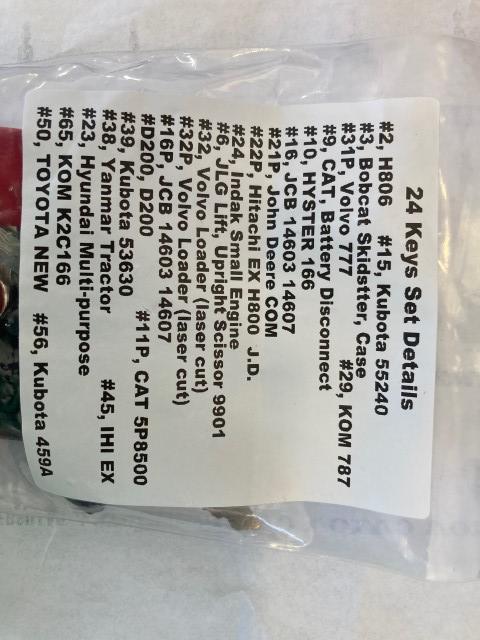 24 Keys Set Details
#2, H806 #15, Kubota 55240
#3, Bobcat Skidstter, Case
#31P, Volvo 777 #29, KOM 787
#9, CAT, Battery Disconnect
#10, HYSTER 166
#16, JCB 14603 14607
#21P, John Deere COM
#22P, Hitachi EX H800 J.D.
#24, Indak Small Engine
#6, JLG Lift, Upright Scissor 9901
#32, Volvo Loader (laser cut)
#32P, Volvo Loader (laser cut)
#16P, JCB 14603 14607
#D200, D200 #11P, CAT 5P8500
#39, Kubota 53630
#38, Yanmar Tractor #45, IHI EX
#23, Hyundai Multi-purpose
#65, KOM K2C166
#50, TOYOTA NEW #56, Kubota 459A